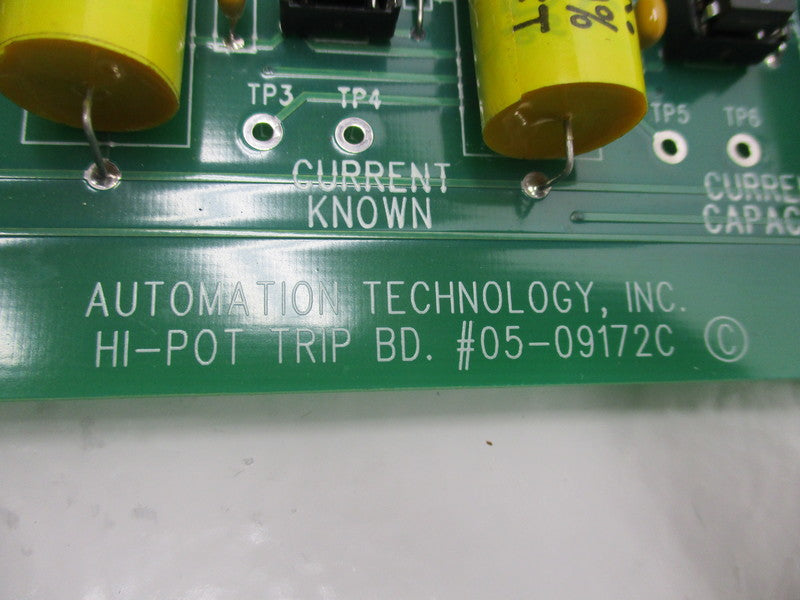 %
TP3 TP4 TP5 TP6
CURRENT
KNOWN
AUTOMATION TECHNOLOGY, INC.
HI-POT TRIP BD. #05-09172C ©